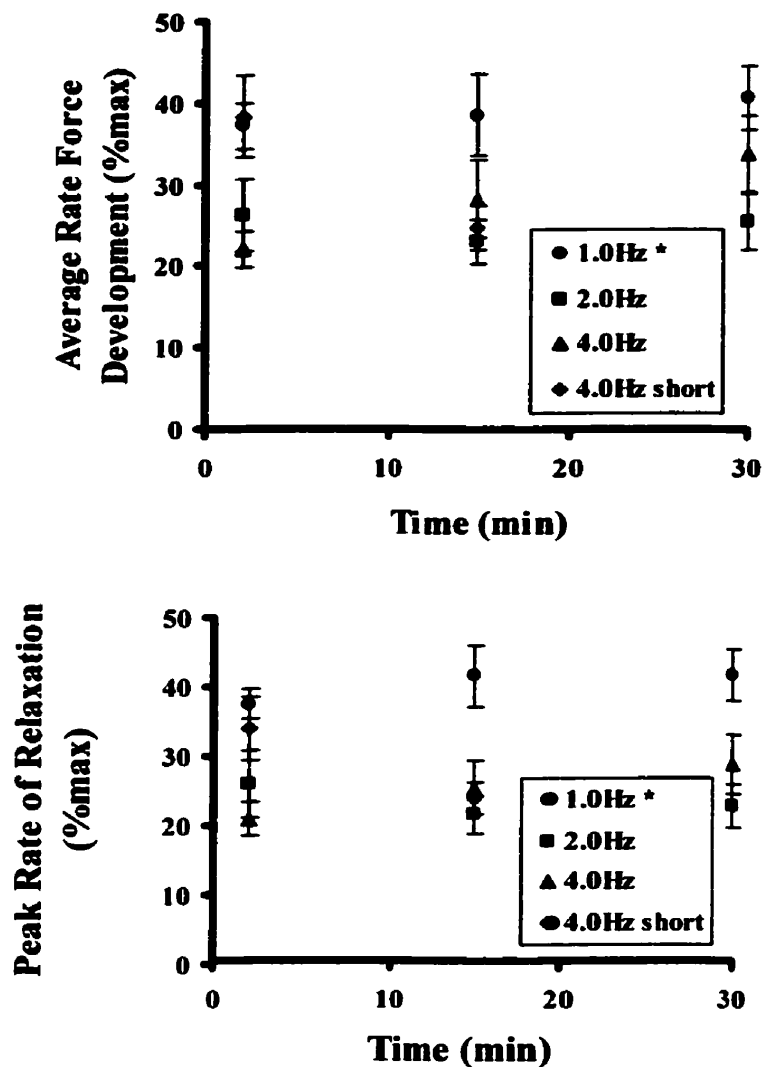 Average Rate Force
Development (%max)
50
40
30
20
10
0
1.0Hz *
2.0Hz
4.0Hz
4.0Hz short
0 10 20 30
Time (min)
Peak Rate of Relaxation
(%max)
50
40
30
20
10
0
1.0Hz *
2.0Hz
4.0Hz
4.0Hz short
0 10 20 30
Time (min)